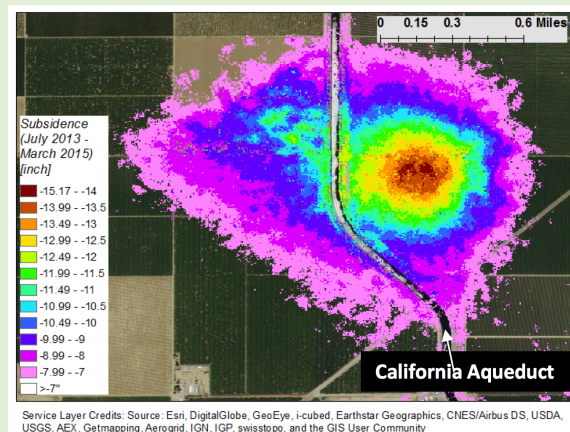 0 0.15 0.3 0.6 Miles
Subsidence
(July 2013 -
March 2015)
[inch]
-15.17 - -14
-13.99 - -13.5
-13.49 - -13
-12.99 - -12.5
-12.49 - -12
-11.99 - -11.5
-11.49 - -11
-10.99 - -10.5
-10.49 - -10
-9.99 - -9
-8.99 - -8
-7.99 - -7
>-7"
California Aqueduct
Service Layer Credits: Source: Esri, DigitalGlobe, GeoEye, i-cubed, Earthstar Geographics, CNES/Airbus DS, USDA,
USGS, AEX, Getmapping, Aerogrid, IGN, IGP, swisstopo, and the GIS User Community